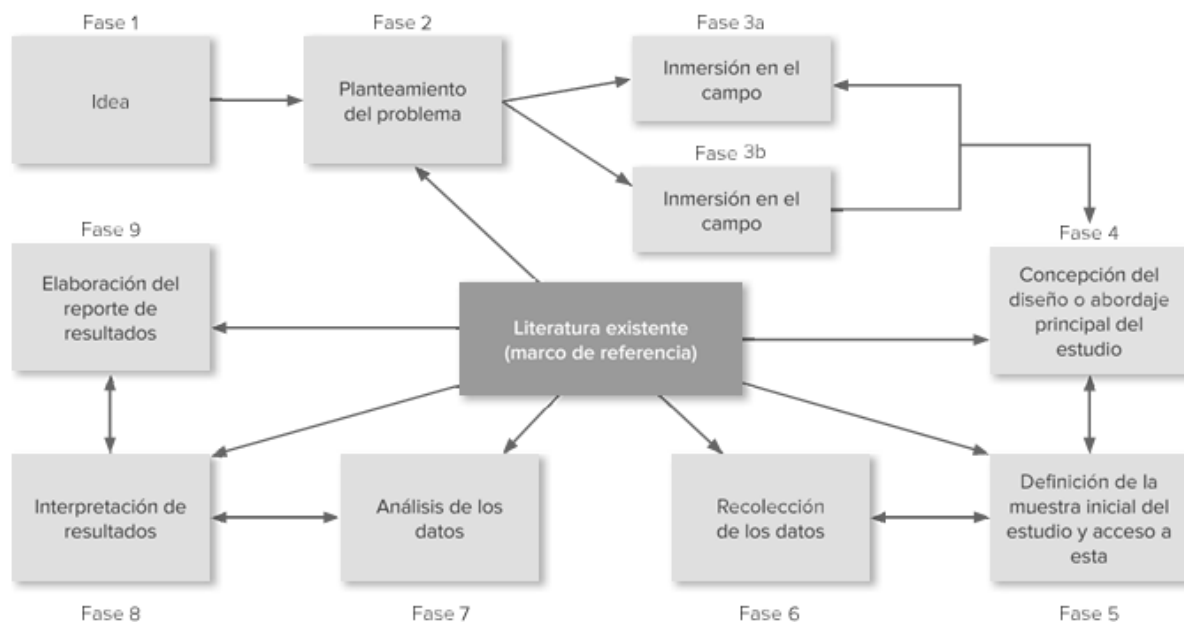 Fase 1
Idea
Fase 2
Planteamiento
del problema
Fase 3a
Inmersión en el
campo
Fase 3b
Inmersión en el
campo
Fase 4
Concepción del
diseño o abordaje
principal del
estudio
Literatura existente
(marco de referencia)
Fase 9
Elaboración del
reporte de
resultados
Interpretación de
resultados
Fase 8
Análisis de los
datos
Fase 7
Recolección
de los datos
Fase 6
Definición de la
muestra inicial del
estudio y acceso a
esta
Fase 5